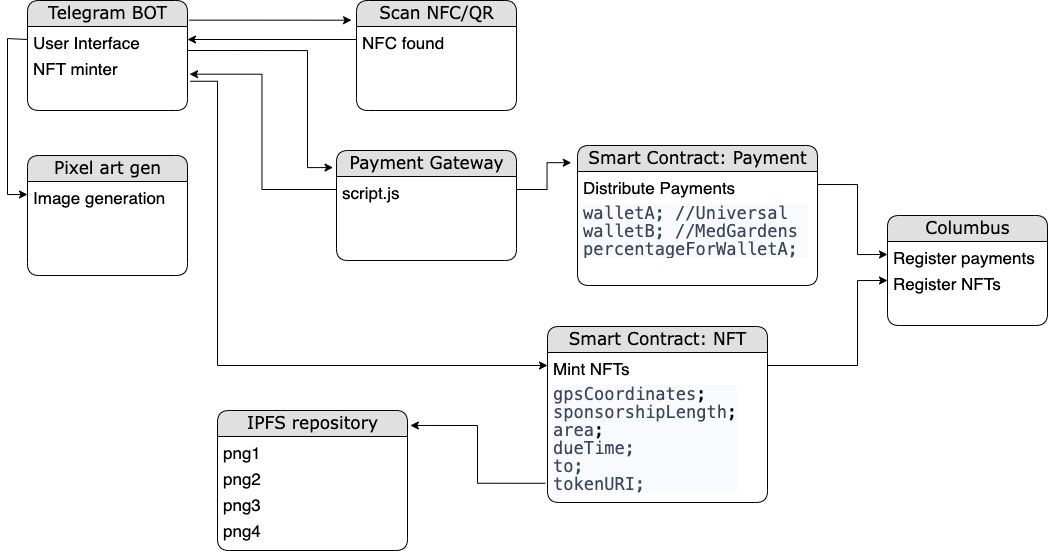 Telegram BOT
User Interface
NFT minter
Scan NFC/QR
NFC found
Pixel art gen
Image generation
Payment Gateway
script.js
Smart Contract: Payment
Distribute Payments
walletA; //Universal
walletB; //MedGardens
percentageForWalletA;
Columbus
Register payments
Register NFTs
Smart Contract: NFT
Mint NFTs
gpsCoordinates;
sponsorshipLength;
area;
dueTime;
to;
tokenURI;
IPFS repository
png1
png2
png3
png4